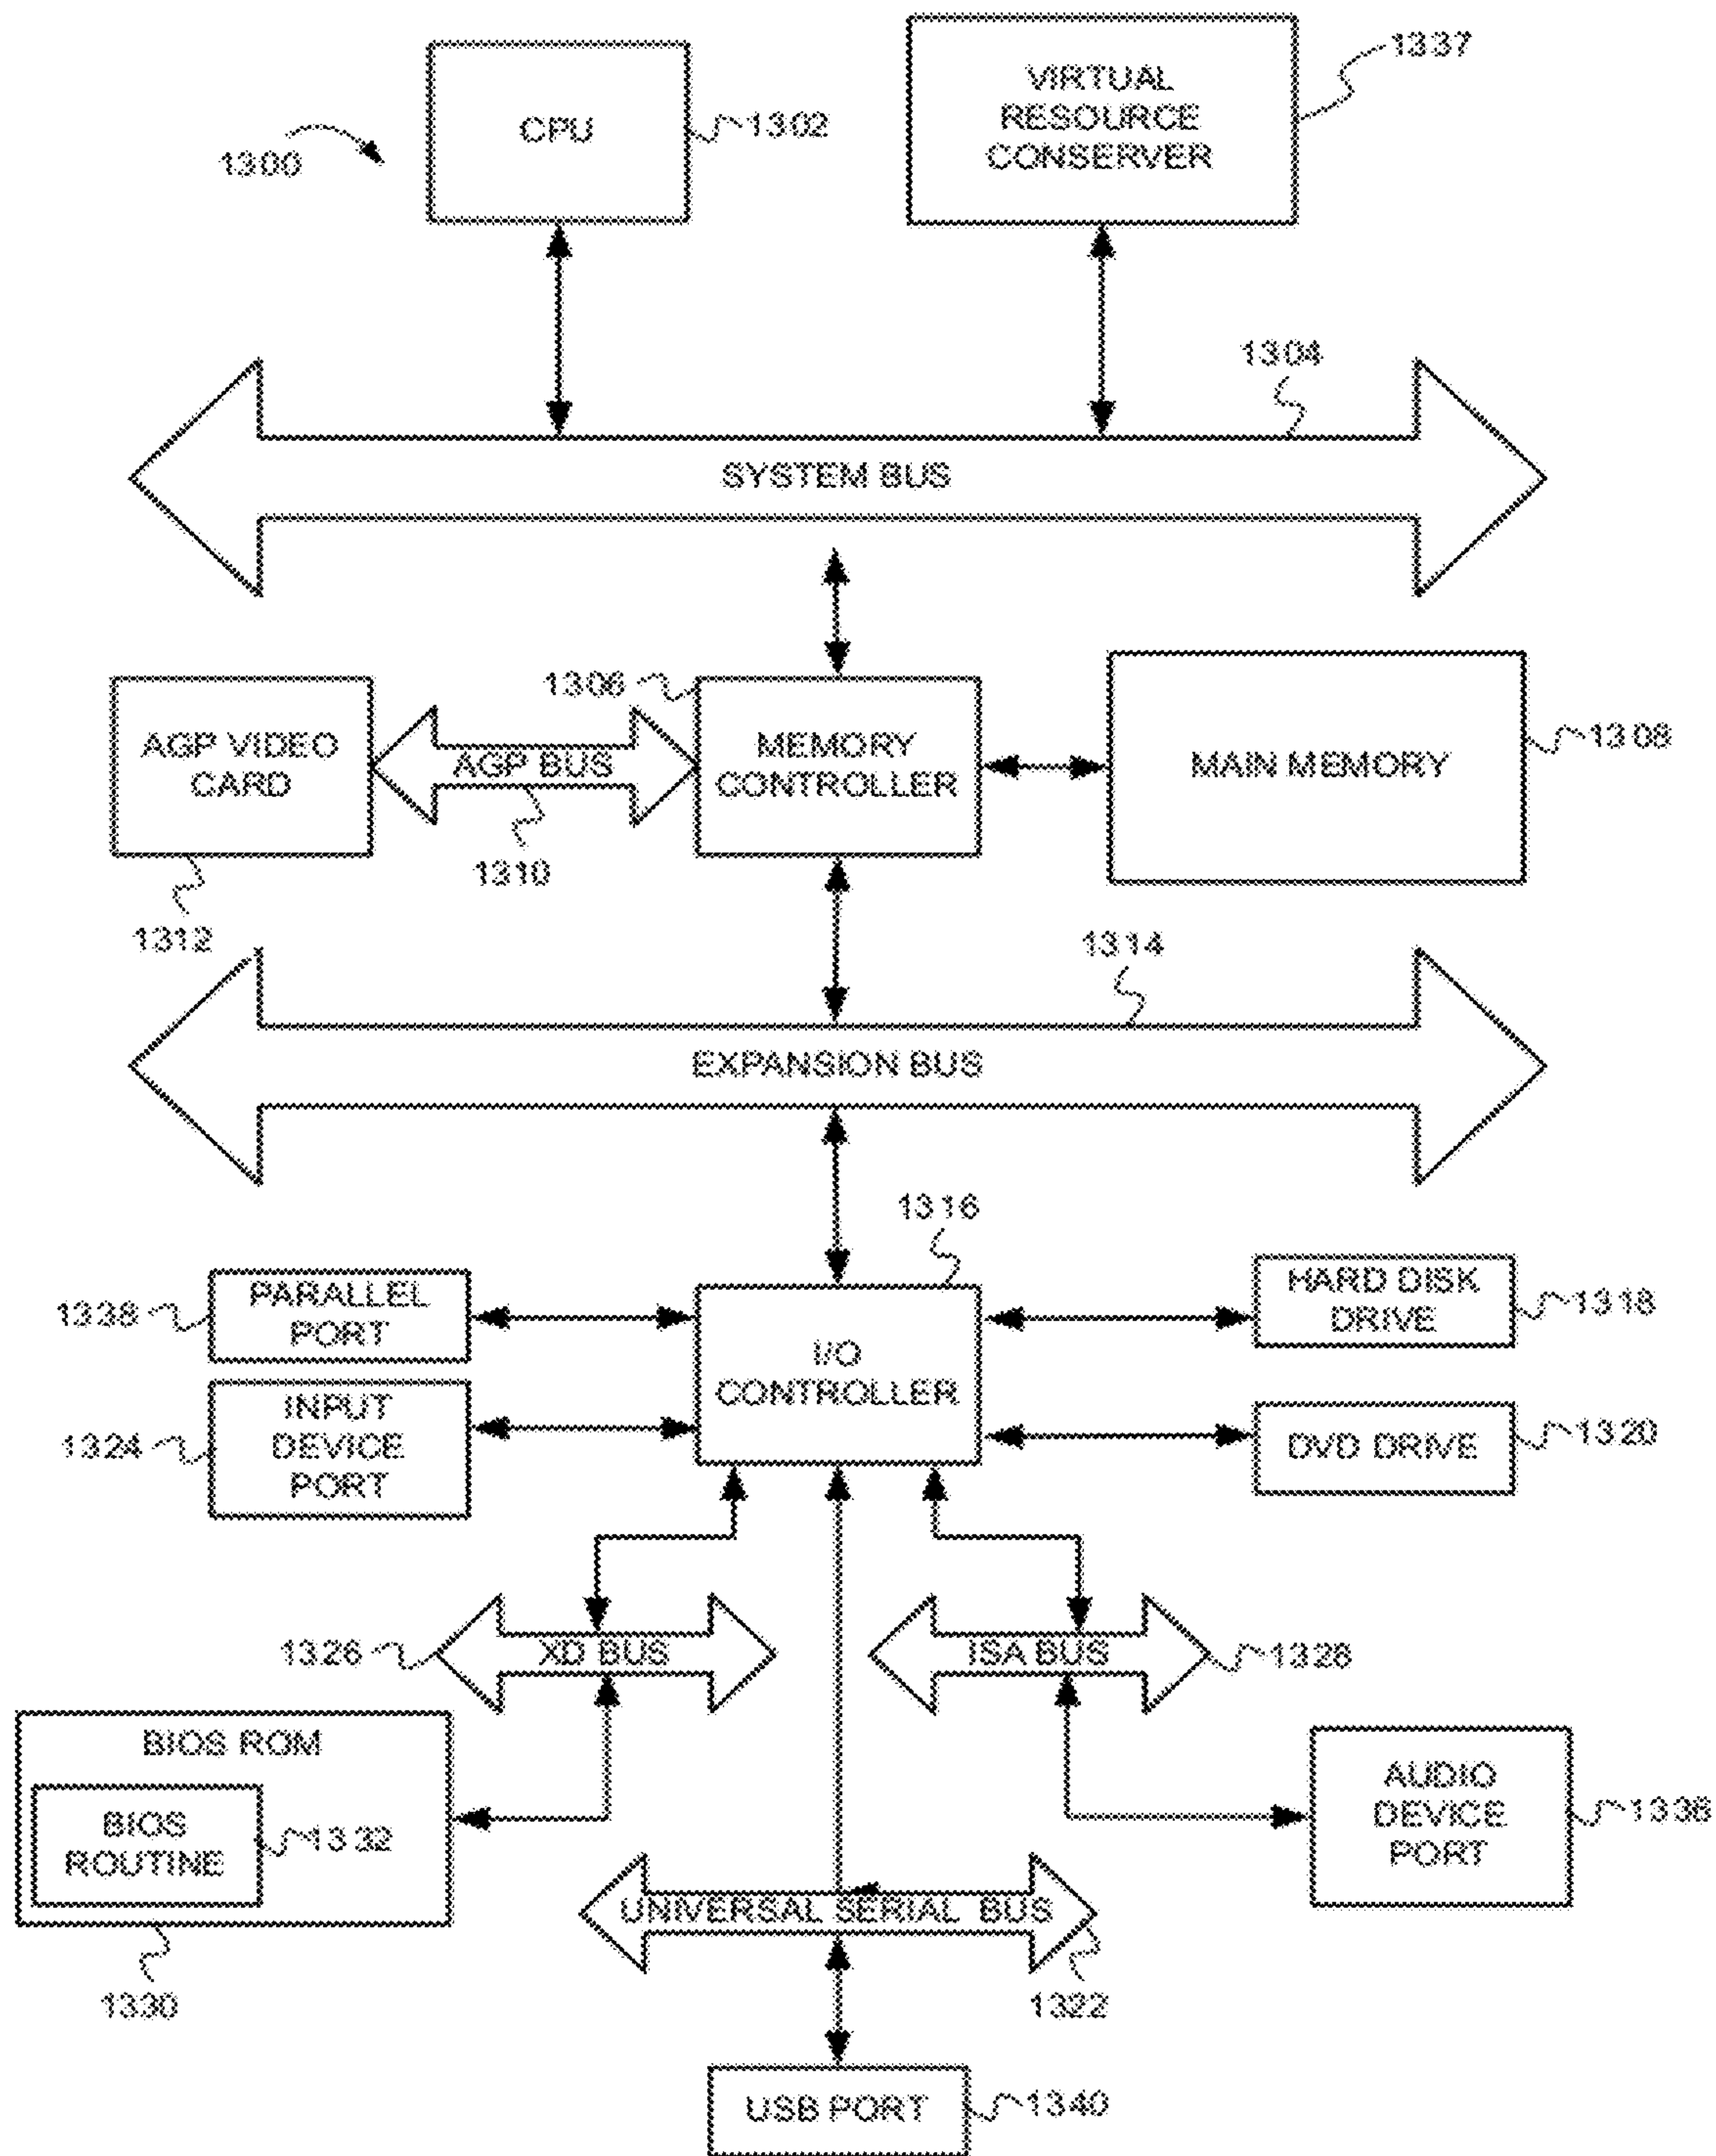 1300
CPU
1302
VIRTUAL
RESOURCE
CONSERVER
1337
1304
SYSTEM BUS
AGP VIDEO
CARD
1312
AGP BUS
1310
1306
MEMORY
CONTROLLER
MAIN MEMORY
1308
1314
EXPANSION BUS
1316
1338
PARALLEL
PORT
1324
INPUT
DEVICE
PORT
I/O
CONTROLLER
HARD DISK
DRIVE
1318
DVD DRIVE
1320
1326
XD BUS
ISA BUS
1328
BIOS ROM
BIOS
ROUTINE
1332
1330
AUDIO
DEVICE
PORT
1336
UNIVERSAL SERIAL BUS
1322
USB PORT
1340